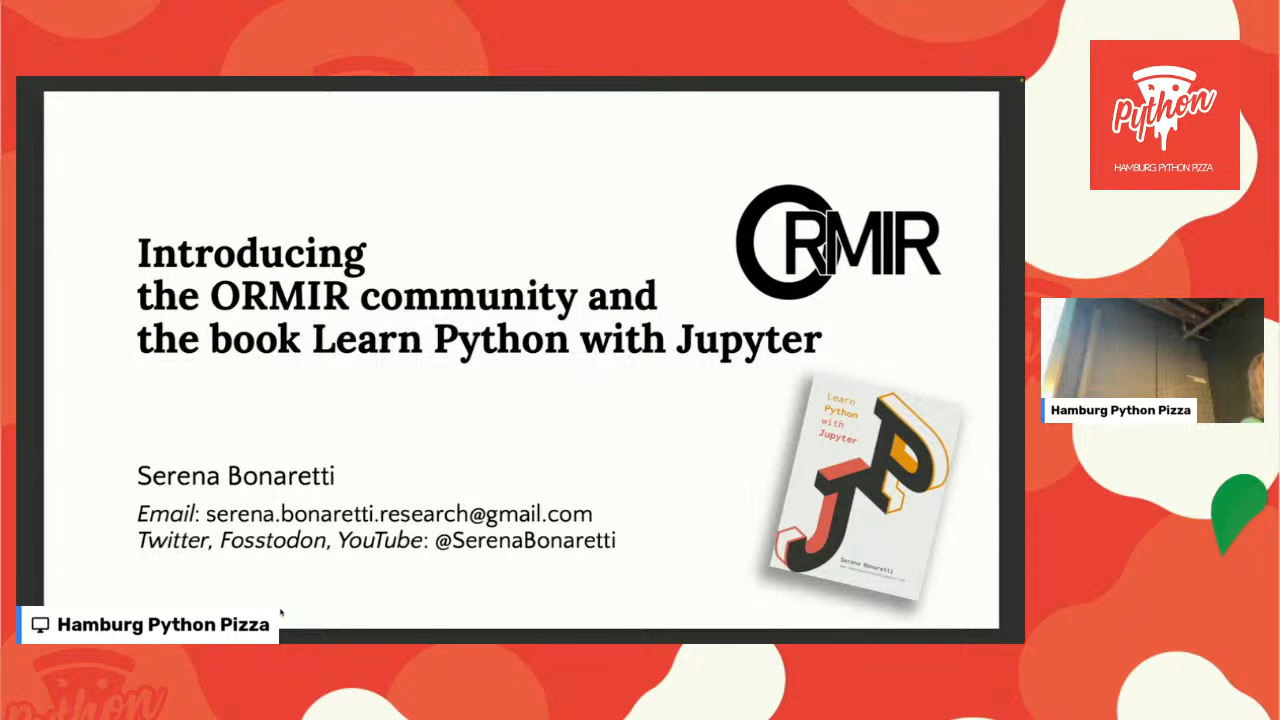 Introducing
the ORMIR community and
the book Learn Python with Jupyter
ORMIR
Learn
Python
with
Jupyter
Serena Bonaretti
Serena Bonaretti
Email: serena.bonaretti.research@gmail.com
Twitter, Fosstodon, YouTube: @SerenaBonaretti
Hamburg Python Pizza
Python
HAMBURG PYTHON PIZZA
Hamburg Python Pizza
Python